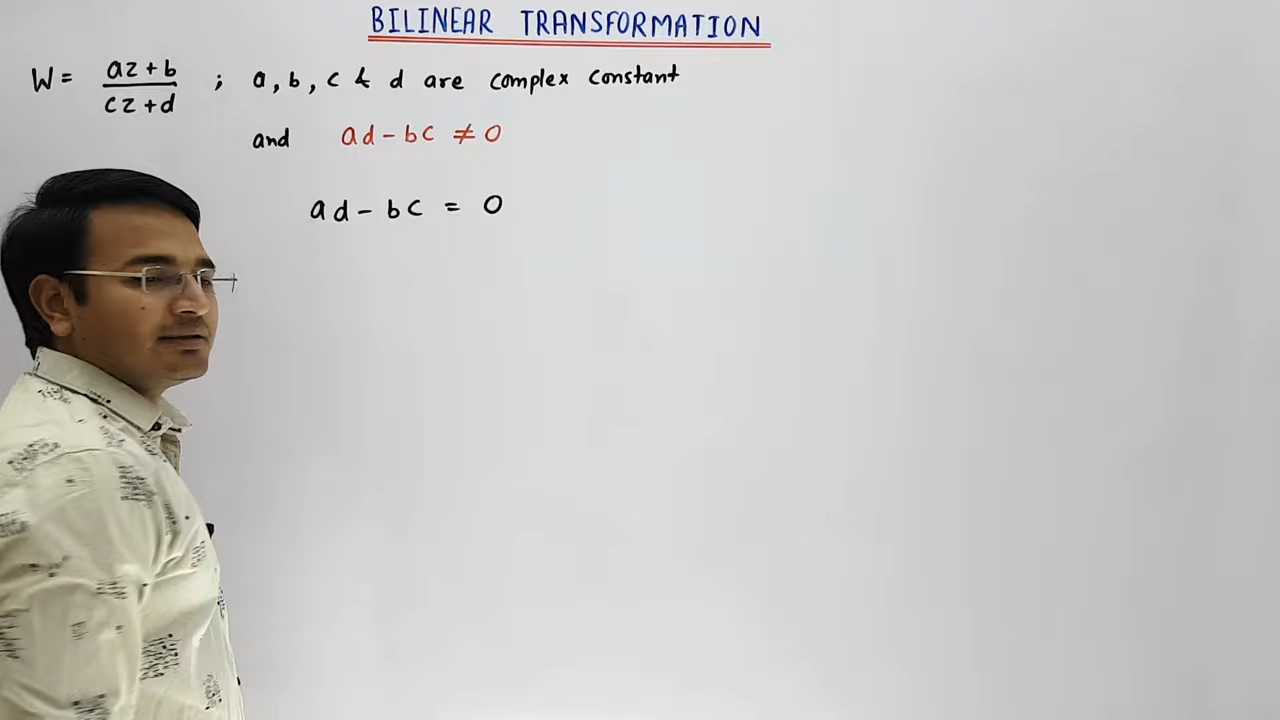 BILINEAR TRANSFORMATION
W = az+b / cz+d ; a, b, c & d are complex constant
and ad-bc ≠ 0
ad-bc = 0